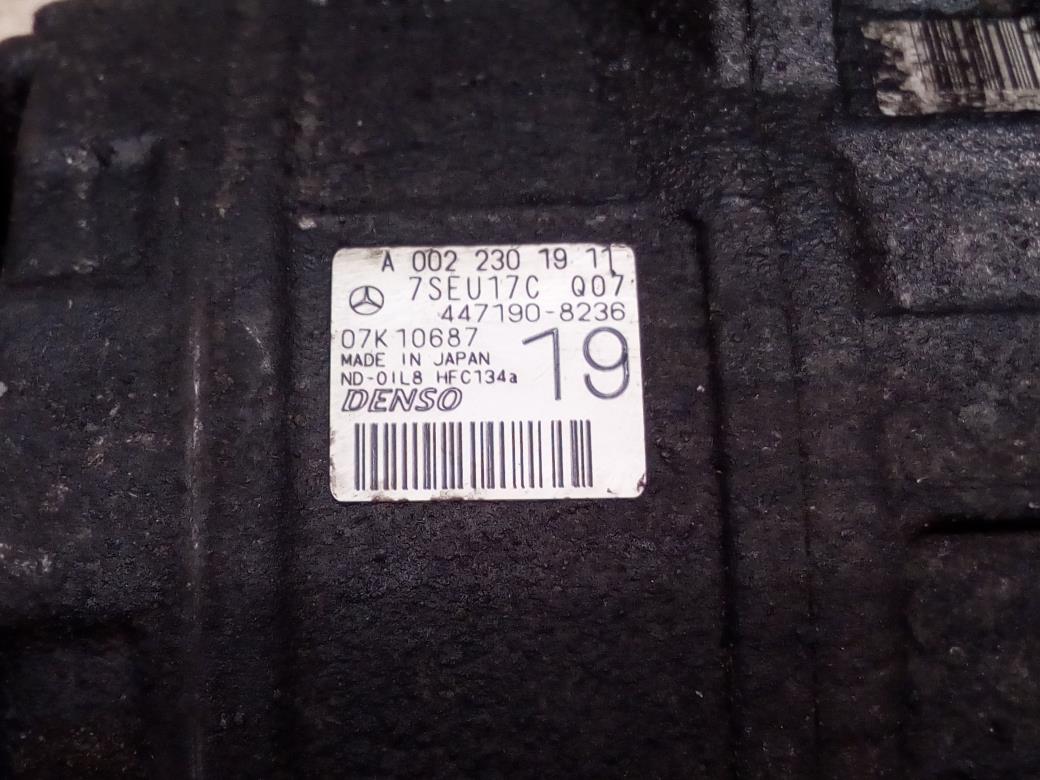 A 002 230 19 11
7SEU17C Q07
447190-8236
07K10687
19
MADE IN JAPAN
ND-OIL8 HFC134a
DENSO